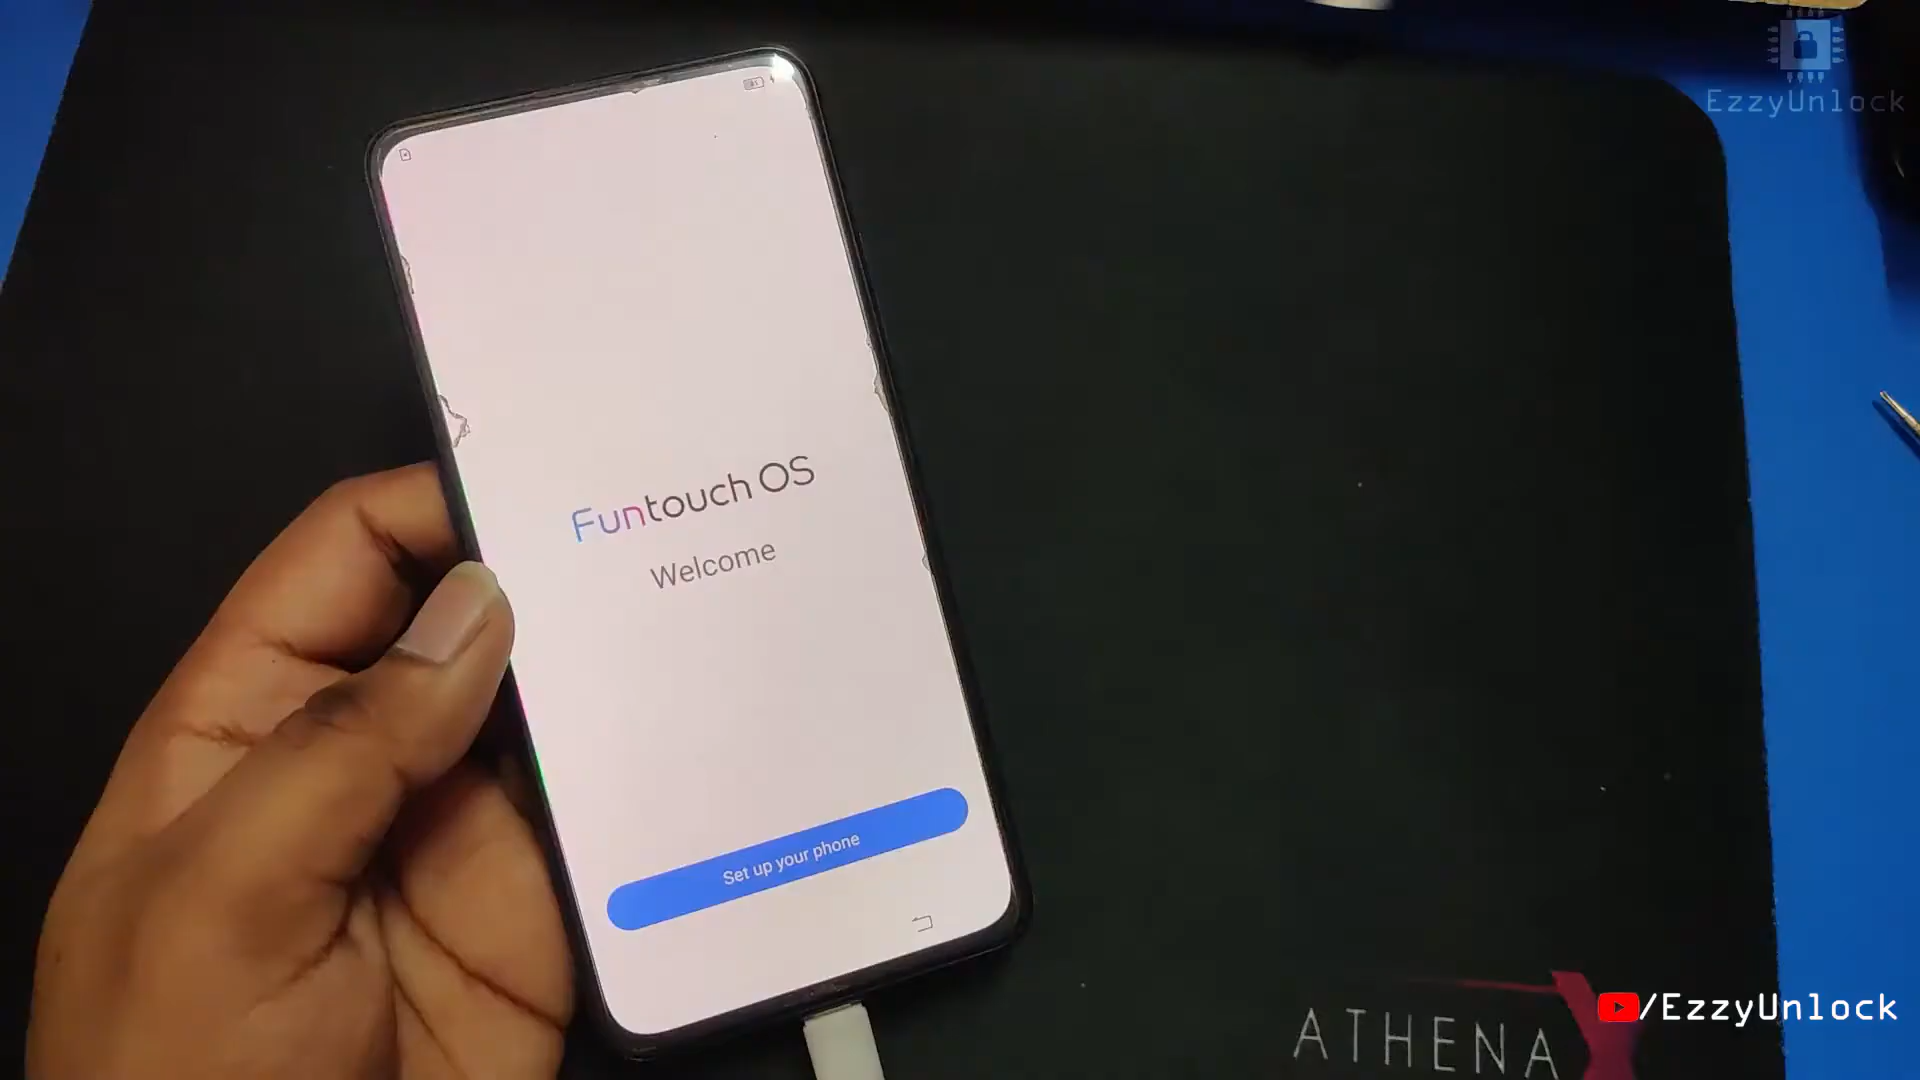 EzzyUnlock
Funtouch OS
Welcome
Set up your phone
/EzzyUnlock
ATHENA X